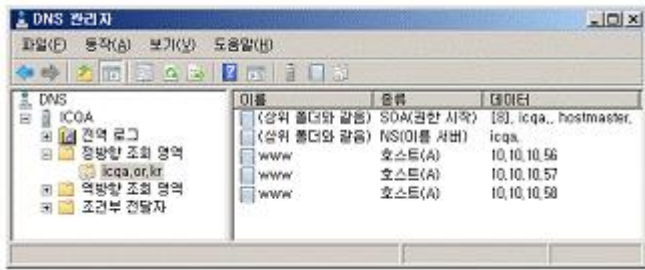 DNS 관리자
파일(F) 동작(A) 보기(V) 도움말(H)
DNS
ICQA
전역 로그
정방향 조회 영역
icqa.or.kr
역방향 조회 영역
조건부 전달자
이름 종류 데이터
(상위 폴더와 같음) SOA(권한 시작) [8], icqa., hostmaster.
(상위 폴더와 같음) NS(이름 서버) icqa.
www 호스트(A) 10.10.10.56
www 호스트(A) 10.10.10.57
www 호스트(A) 10.10.10.58